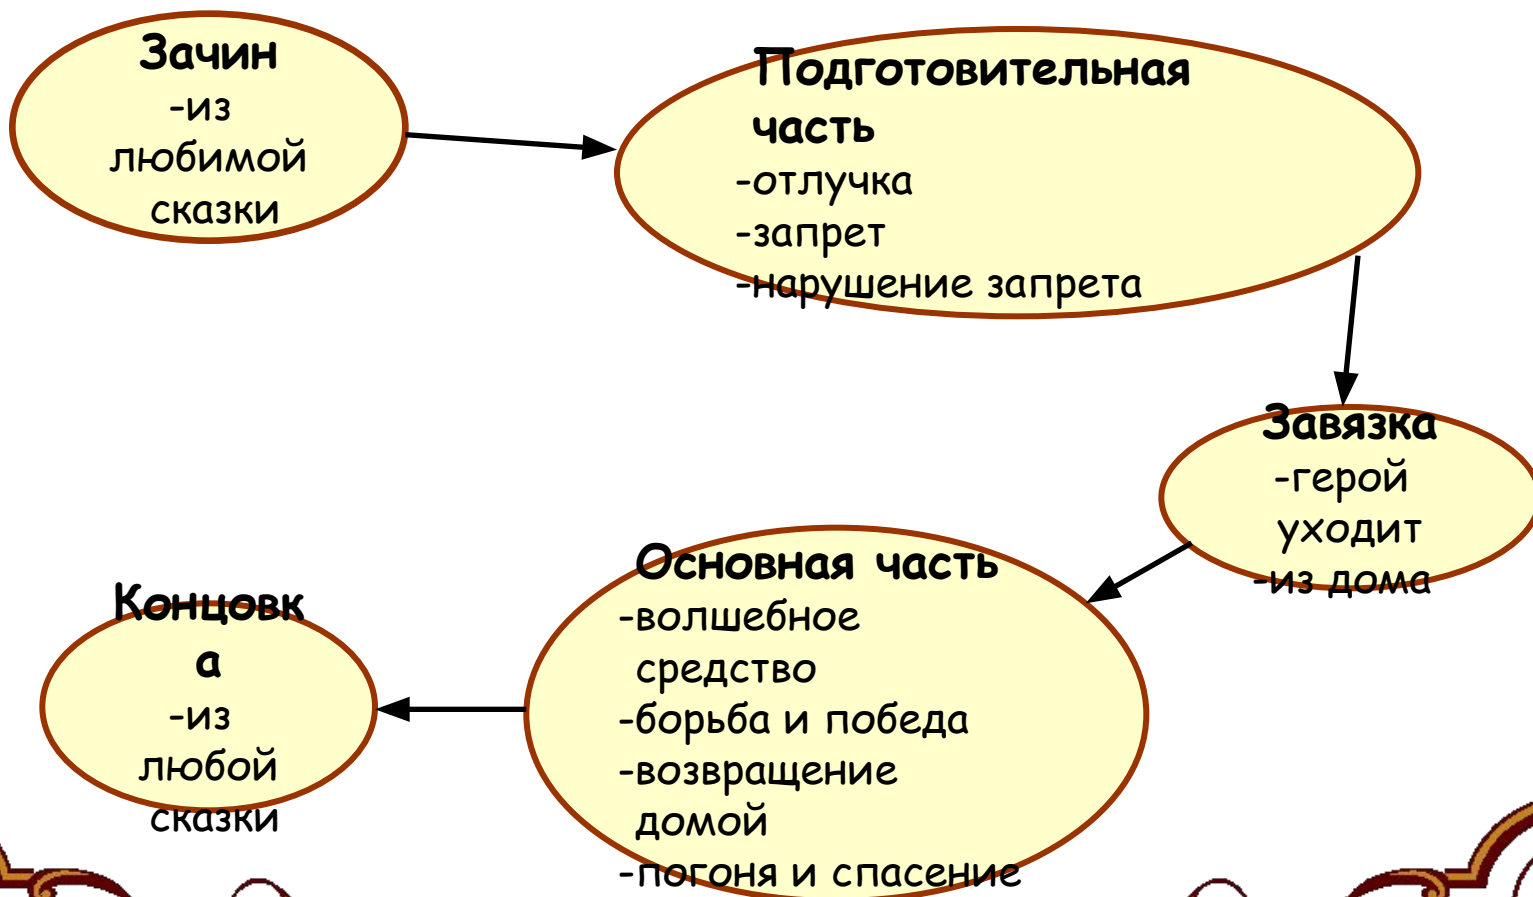 Зачин
-из
любимой
сказки
Подготовительная
часть
-отлучка
-запрет
-нарушение запрета
Завязка
-герой
уходит
-из дома
Основная часть
-волшебное
средство
-борьба и победа
-возвращение
домой
-погоня и спасение
Концовк
а
-из
любой
сказки